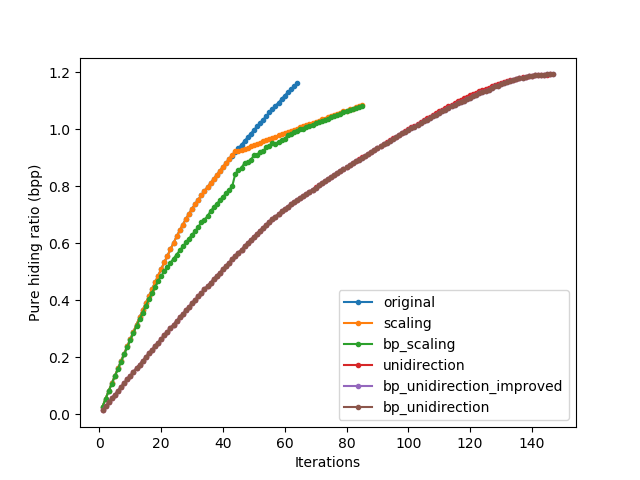 1.2
1.0
0.8
0.6
0.4
0.2
0.0
Pure hiding ratio (bpp)
original
scaling
bp_scaling
unidirection
bp_unidirection_improved
bp_unidirection
0 20 40 60 80 100 120 140
Iterations